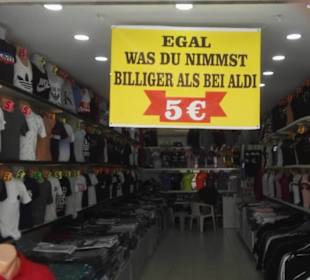 EGAL
WAS DU NIMMST
BILLIGER ALS BEI ALDI
5€